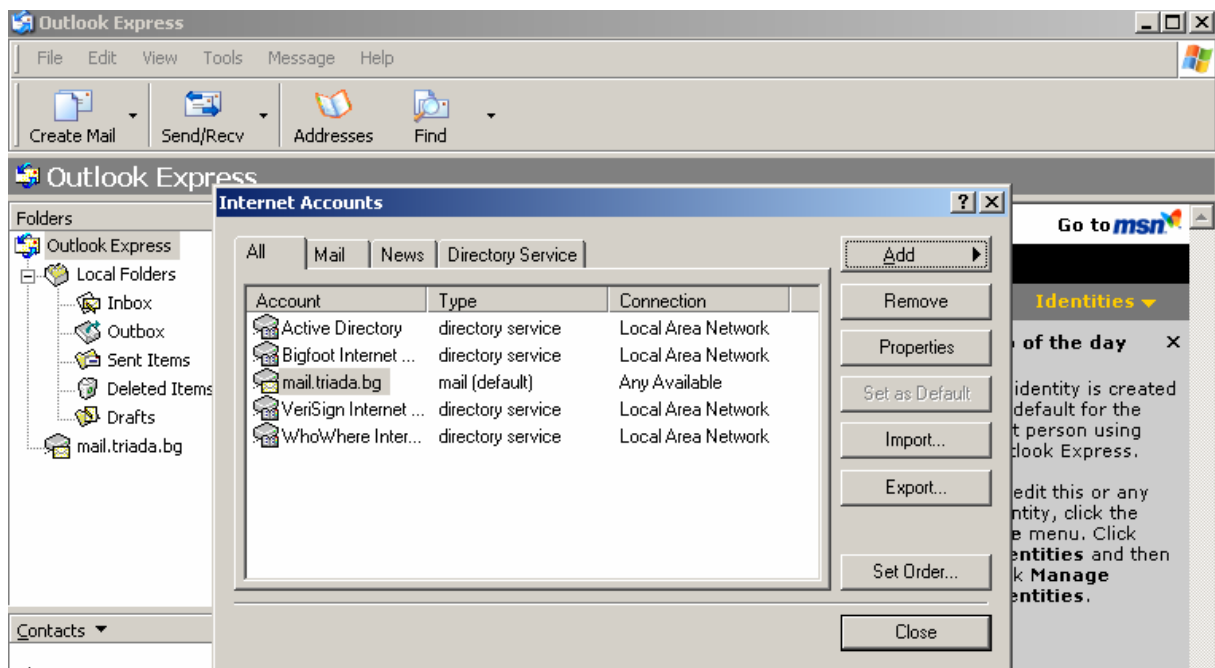 Outlook Express
File Edit View Tools Message Help
Create Mail Send/Recv Addresses Find
Outlook Express
Folders
Outlook Express
Local Folders
Inbox
Outbox
Sent Items
Deleted Items
Drafts
mail.triada.bg
Contacts
Internet Accounts
All Mail News Directory Service
Account Type Connection
Active Directory directory service Local Area Network
Bigfoot Internet ... directory service Local Area Network
mail.triada.bg mail (default) Any Available
VeriSign Internet ... directory service Local Area Network
WhoWhere Inter... directory service Local Area Network
Add
Remove
Properties
Set as Default
Import...
Export...
Set Order...
Close
Go to msn
Identities
of the day
identity is created
default for the
person using
Express.
edit this or any
click the
menu. Click
and then
Manage